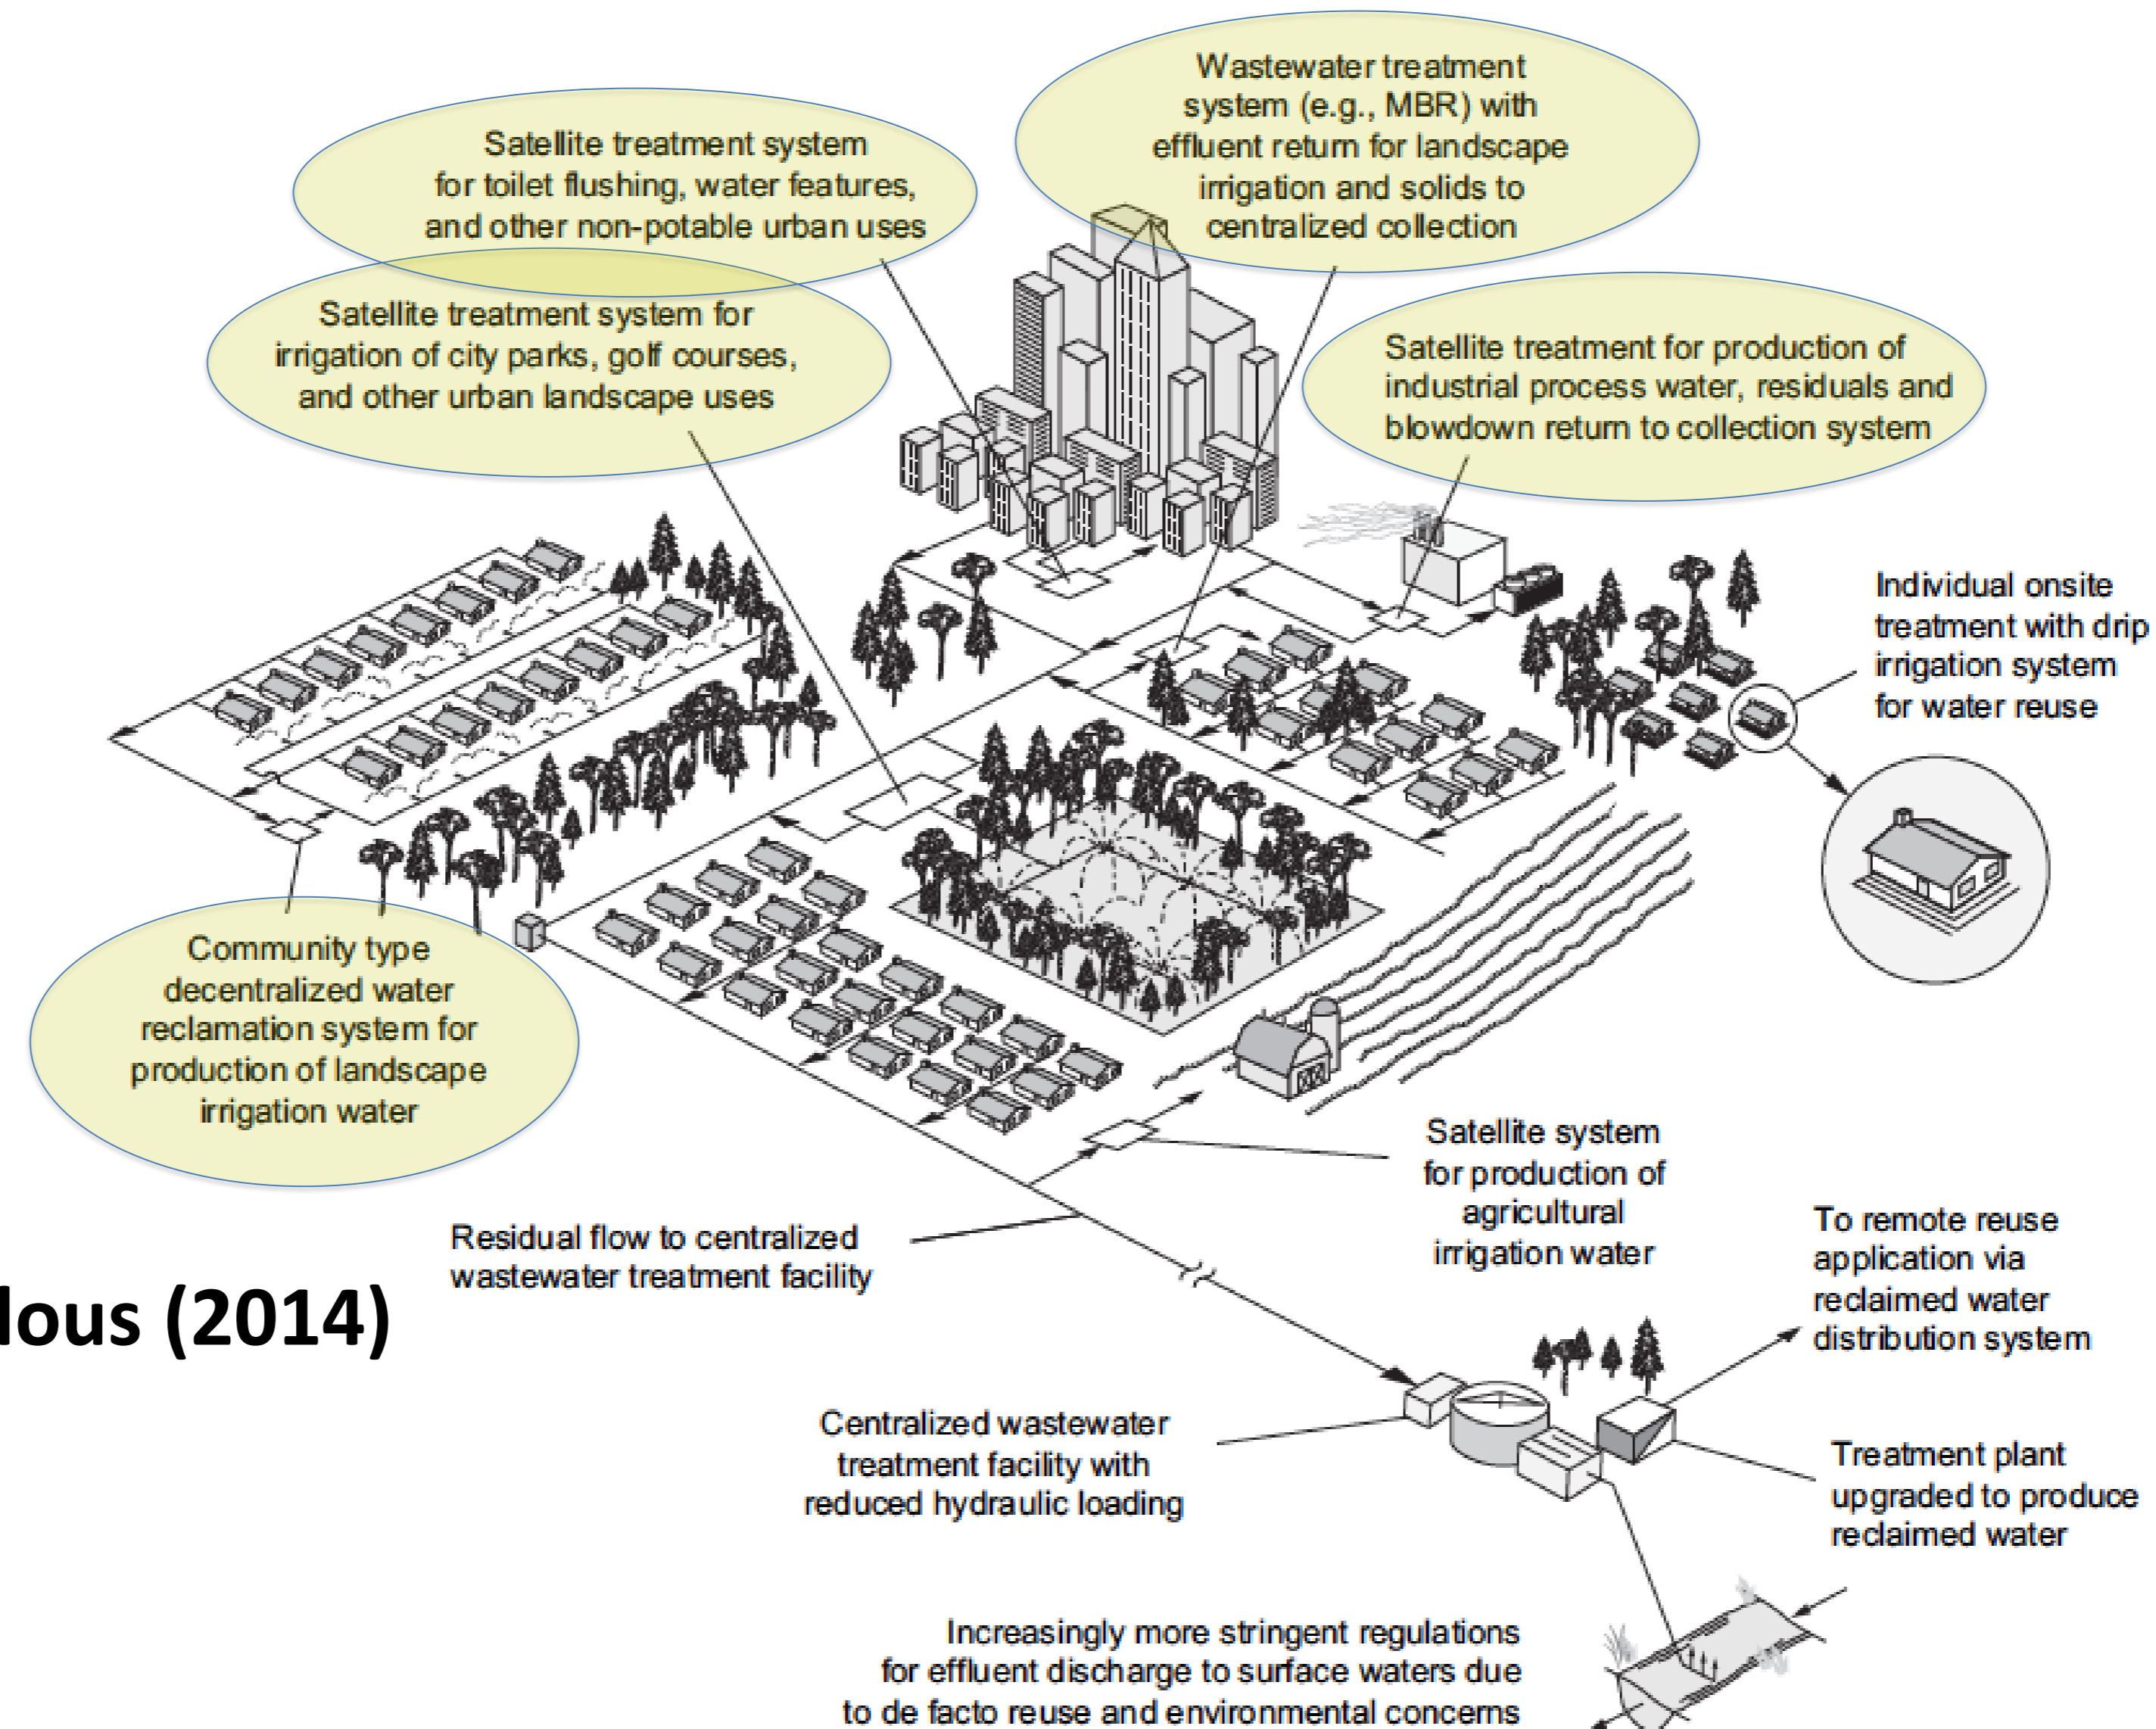 Wastewater treatment
system (e.g., MBR) with
effluent return for landscape
irrigation and solids to
centralized collection
Satellite treatment system
for toilet flushing, water features,
and other non-potable urban uses
Satellite treatment system for
irrigation of city parks, golf courses,
and other urban landscape uses
Satellite treatment for production of
industrial process water, residuals and
blowdown return to collection system
Individual onsite
treatment with drip
irrigation system
for water reuse
Community type
decentralized water
reclamation system for
production of landscape
irrigation water
Satellite system
for production of
agricultural
irrigation water
Residual flow to centralized
wastewater treatment facility
To remote reuse
application via
reclaimed water
distribution system
(2014)
Centralized wastewater
treatment facility with
reduced hydraulic loading
Treatment plant
upgraded to produce
reclaimed water
Increasingly more stringent regulations
for effluent discharge to surface waters due
to de facto reuse and environmental concerns